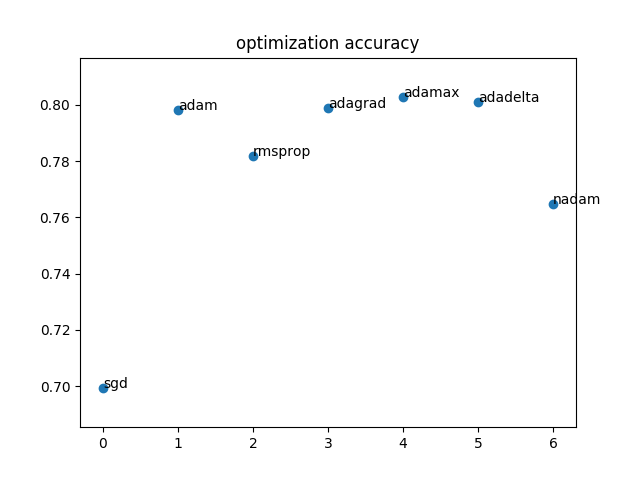 optimization accuracy
0.80
0.78
0.76
0.74
0.72
0.70
adam
rmsprop
adagrad
adamax
adadelta
nadam
sgd
0 1 2 3 4 5 6